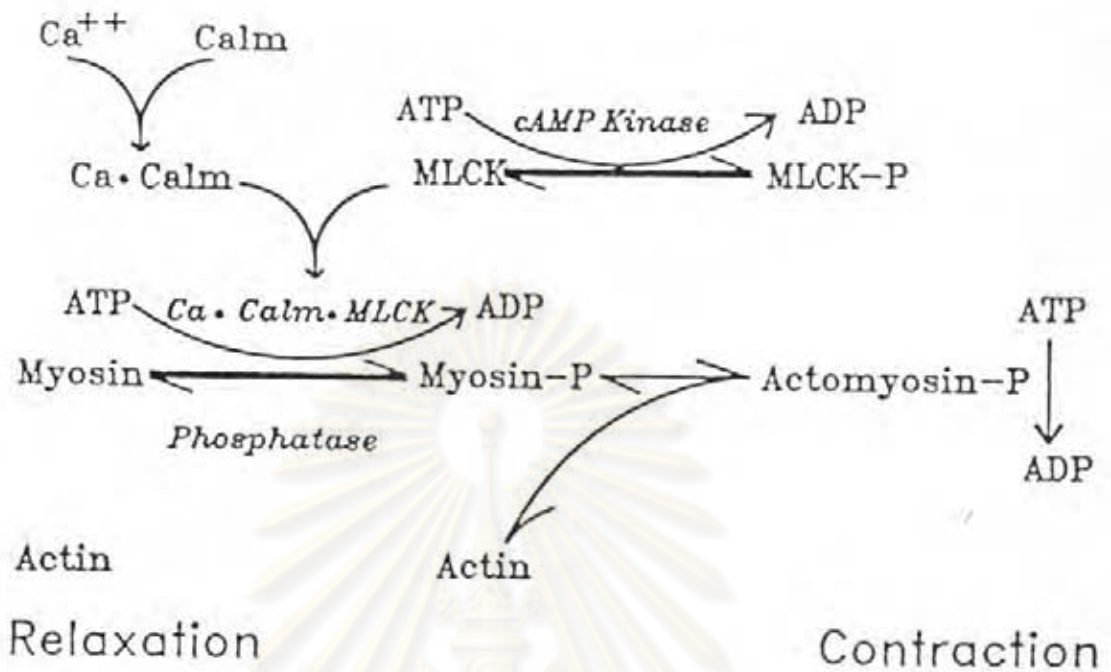 Ca++ Calm
ATP cAMP Kinase ADP
Ca • Calm MLCK MLCK-P
ATP Ca • Calm • MLCK ADP ATP
Myosin Myosin-P Actomyosin-P
Phosphatase
ADP
Actin Actin
Relaxation Contraction